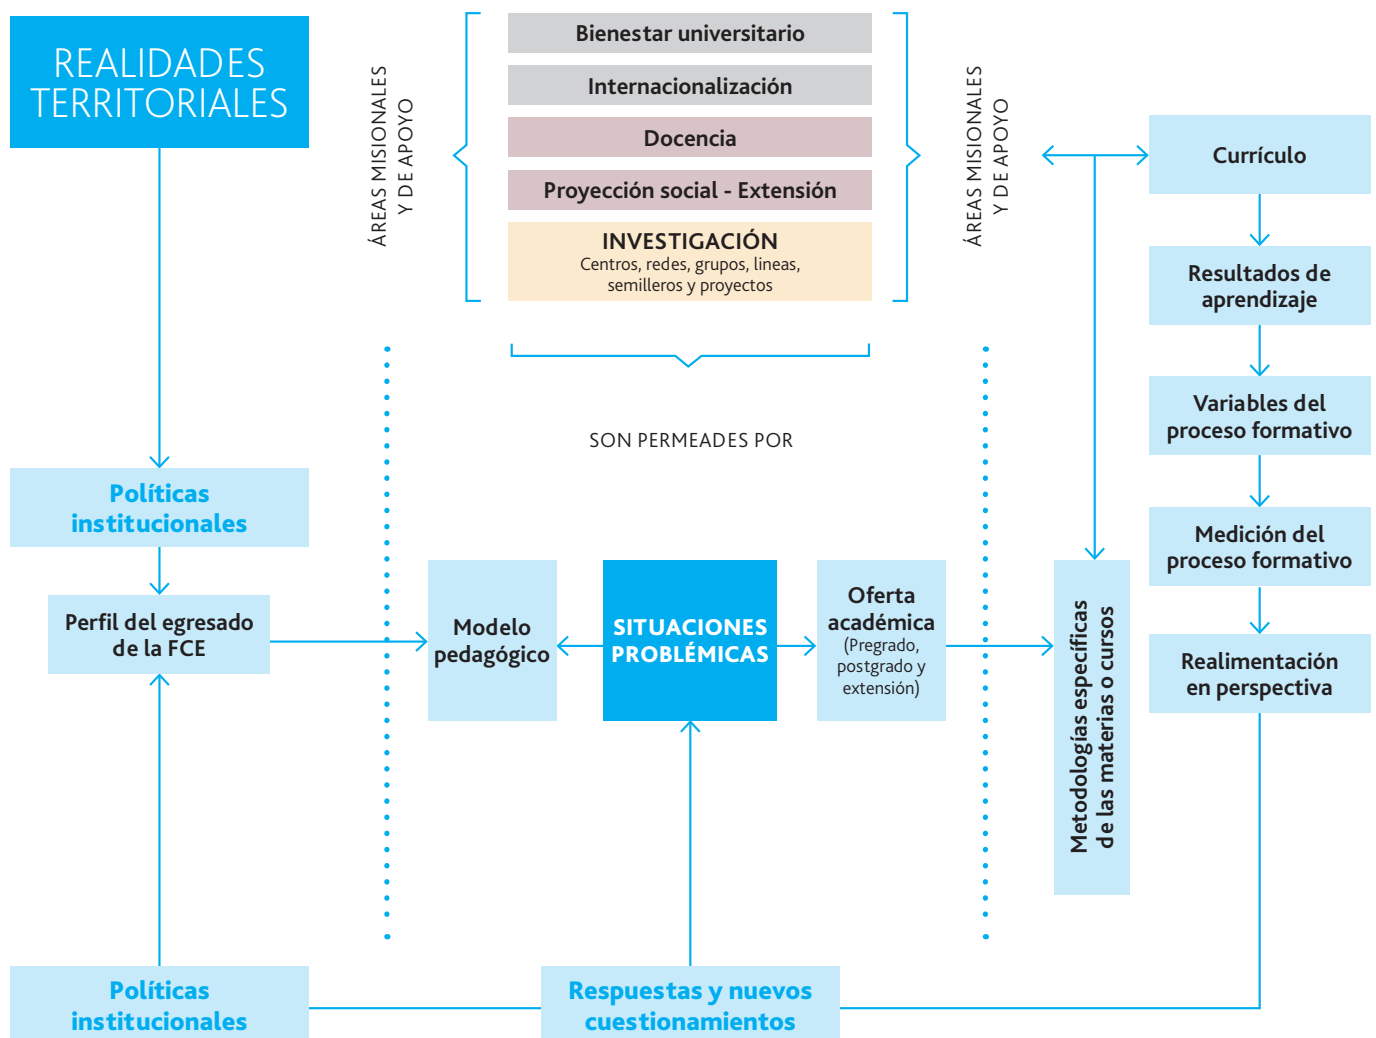 REALIDADES
TERRITORIALES
ÁREAS MISIONALES
Y DE APOYO
Bienestar universitario
Internacionalización
Docencia
Proyección social - Extensión
INVESTIGACIÓN
Centros, redes, grupos, lineas,
semilleros y proyectos
ÁREAS MISIONALES
Y DE APOYO
Currículo
Resultados de
aprendizaje
Variables del
proceso formativo
Medición del
proceso formativo
Realimentación
en perspectiva
SON PERMEADES POR
Políticas
institucionales
Perfil del egresado
de la FCE
Modelo
pedagógico
SITUACIONES
PROBLÉMICAS
Oferta
académica
(Pregrado,
postgrado y
extensión)
Metodologías específicas
de las materias o cursos
Políticas
institucionales
Respuestas y nuevos
cuestionamientos